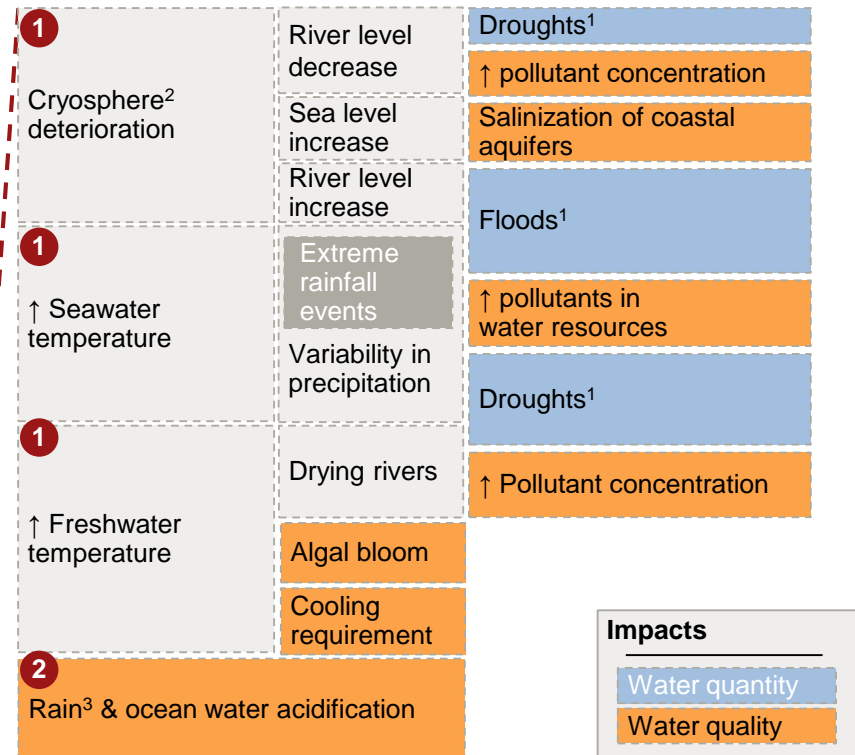 1
Cryosphere²
deterioration
River level
decrease
Sea level
increase
River level
increase
Droughts¹
↑ pollutant concentration
Salinization of coastal
aquifers
Floods¹
1
↑ Seawater
temperature
Extreme
rainfall
events
Variability in
precipitation
↑ pollutants in
water resources
Droughts¹
1
↑ Freshwater
temperature
Drying rivers
↑ Pollutant concentration
Algal bloom
Cooling
requirement
2
Rain³ & ocean water acidification
Impacts
Water quantity
Water quality